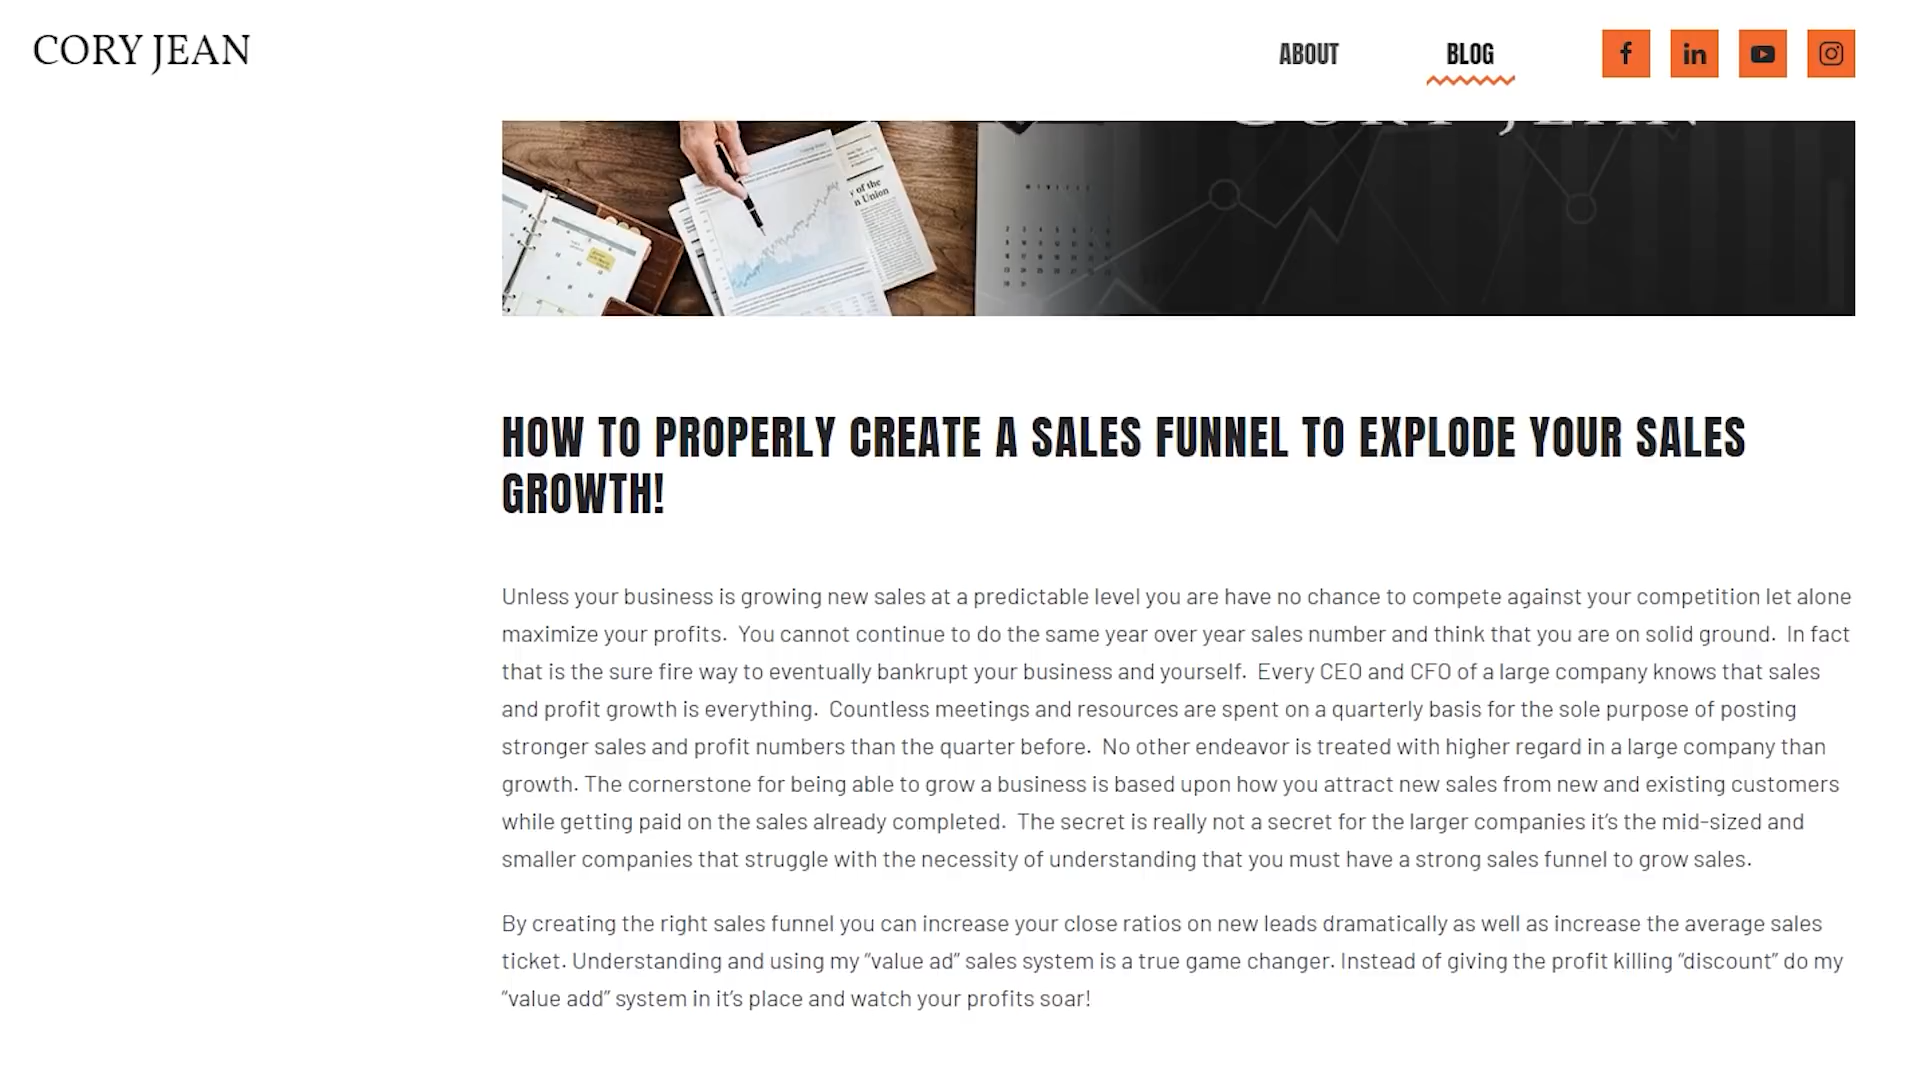 CORY JEAN
ABOUT
BLOG
CORY JEAN
y of the
n Union
HOW TO PROPERLY CREATE A SALES FUNNEL TO EXPLODE YOUR SALES
GROWTH!
Unless your business is growing new sales at a predictable level you are have no chance to compete against your competition let alone
maximize your profits.  You cannot continue to do the same year over year sales number and think that you are on solid ground.  In fact
that is the sure fire way to eventually bankrupt your business and yourself.  Every CEO and CFO of a large company knows that sales
and profit growth is everything.  Countless meetings and resources are spent on a quarterly basis for the sole purpose of posting
stronger sales and profit numbers than the quarter before.  No other endeavor is treated with higher regard in a large company than
growth. The cornerstone for being able to grow a business is based upon how you attract new sales from new and existing customers
while getting paid on the sales already completed.  The secret is really not a secret for the larger companies it’s the mid-sized and
smaller companies that struggle with the necessity of understanding that you must have a strong sales funnel to grow sales.
By creating the right sales funnel you can increase your close ratios on new leads dramatically as well as increase the average sales
ticket. Understanding and using my “value ad” sales system is a true game changer. Instead of giving the profit killing “discount” do my
“value add” system in it’s place and watch your profits soar!